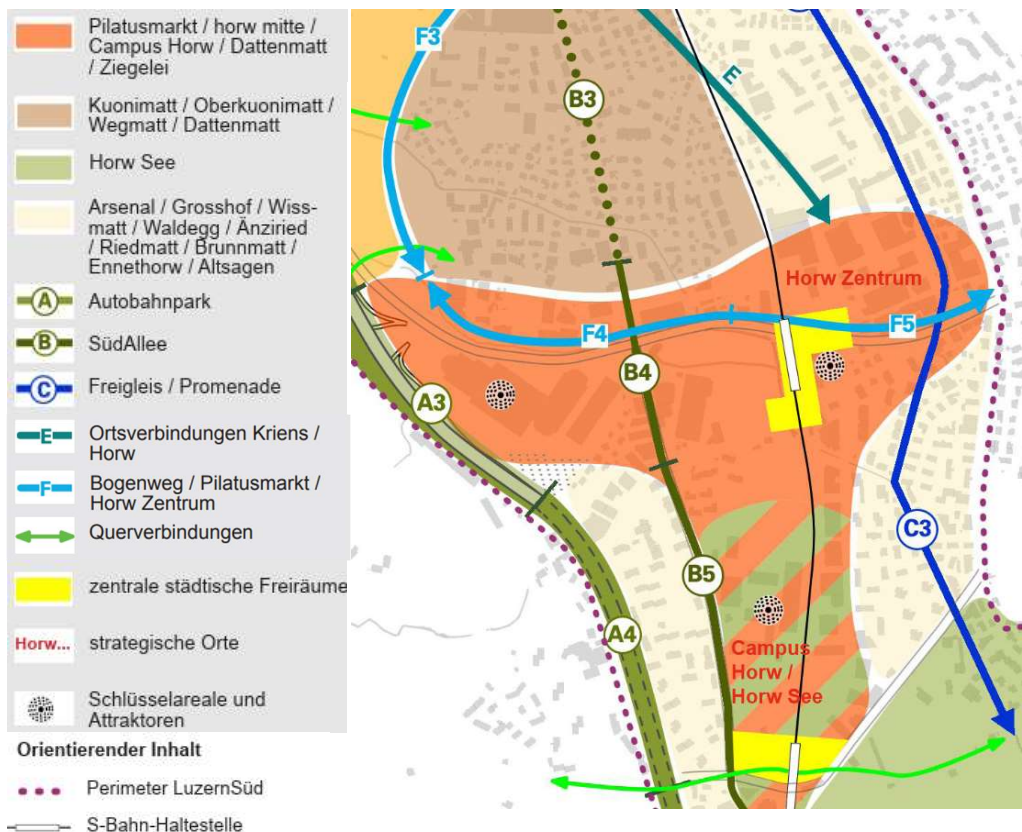 Pilatusmarkt / horw mitte /
Campus Horw / Dattenmatt
/ Ziegelei
Kuonimatt / Oberkuonimatt /
Wegmatt / Dattenmatt
Horw See
Arsenal / Grosshof / Wiss-
matt / Waldegg / Änziried
/ Riedmatt / Brunnmatt /
Ennethorw / Altsagen
A Autobahnpark
B SüdAllee
C Freigleis / Promenade
E Ortsverbindungen Kriens /
Horw
F Bogenweg / Pilatusmarkt /
Horw Zentrum
Querverbindungen
zentrale städtische Freiräume
Horw... strategische Orte
Schlüsselareale und
Attraktoren
Orientierender Inhalt
Perimeter LuzernSüd
S-Bahn-Haltestelle
F3
E
B3
Horw Zentrum
F4
F5
B4
A3
C3
B5
A4
Campus
Horw /
Horw See